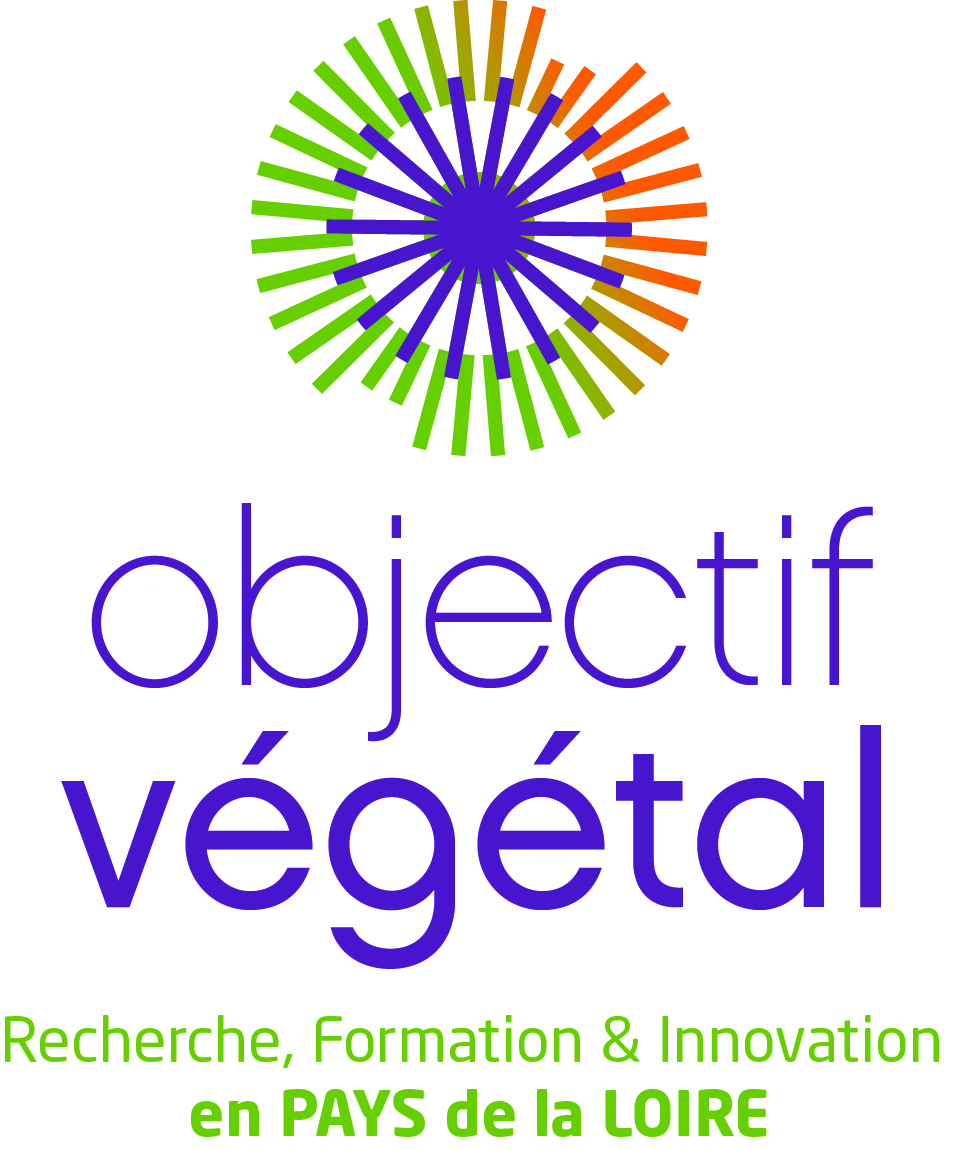 objectif
végétal
Recherche, Formation & Innovation
en PAYS de la LOIRE